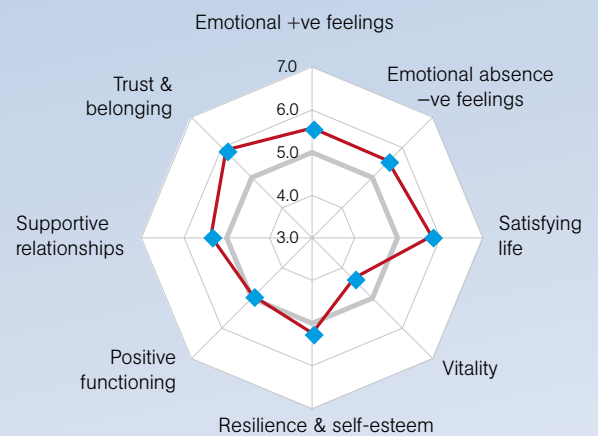 Emotional +ve feelings
7.0
6.0
5.0
4.0
3.0
Emotional absence
–ve feelings
Satisfying
life
Vitality
Resilience & self-esteem
Positive
functioning
Supportive
relationships
Trust &
belonging